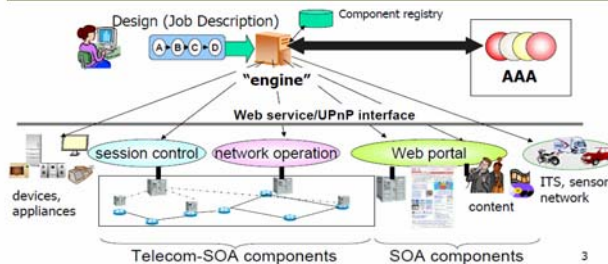 Design (Job Description)
Component registry
A B C D
AAA
"engine"
Web service/UPnP interface
session control
network operation
Web portal
devices,
appliances
content
ITS, sensor
network
Telecom-SOA components
SOA components
3